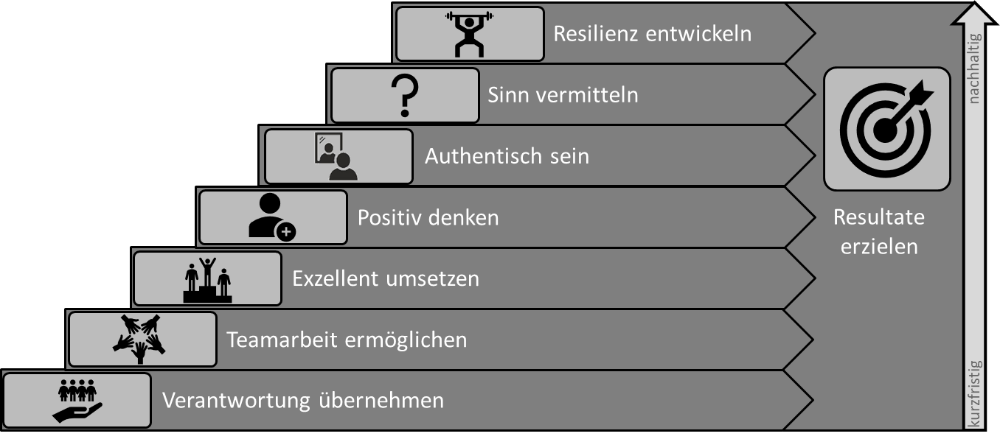 Resilienz entwickeln
Sinn vermitteln
Authentisch sein
Positiv denken
Exzellent umsetzen
Teamarbeit ermöglichen
Verantwortung übernehmen
Resultate
erzielen
nachhaltig
kurzfristig